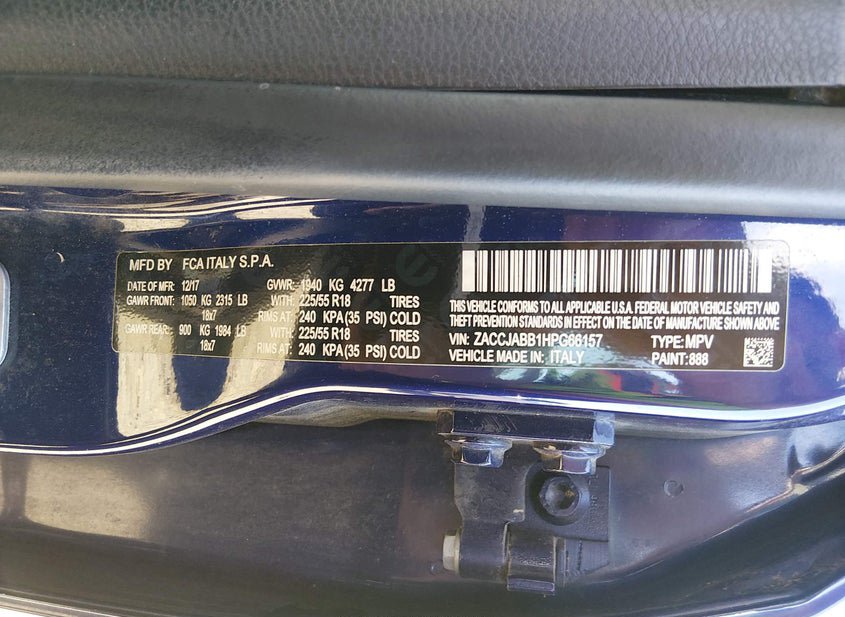 MFD BY FCA ITALY S.P.A.
DATE OF MFR: 12/17 GVWR: 1940 KG 4277 LB
GAWR FRONT: 1050 KG 2315 LB WITH: 225/55 R18 TIRES
18x7 RIMS AT: 240 KPA (35 PSI) COLD
GAWR REAR: 900 KG 1984 LB WITH: 225/55 R18 TIRES
18x7 RIMS AT: 240 KPA (35 PSI) COLD
THIS VEHICLE CONFORMS TO ALL APPLICABLE U.S.A. FEDERAL MOTOR VEHICLE SAFETY AND
THEFT PREVENTION STANDARDS IN EFFECT ON THE DATE OF MANUFACTURE SHOWN ABOVE.
VIN: ZACCJABB1HPG66157 TYPE: MPV
VEHICLE MADE IN: ITALY PAINT: 888